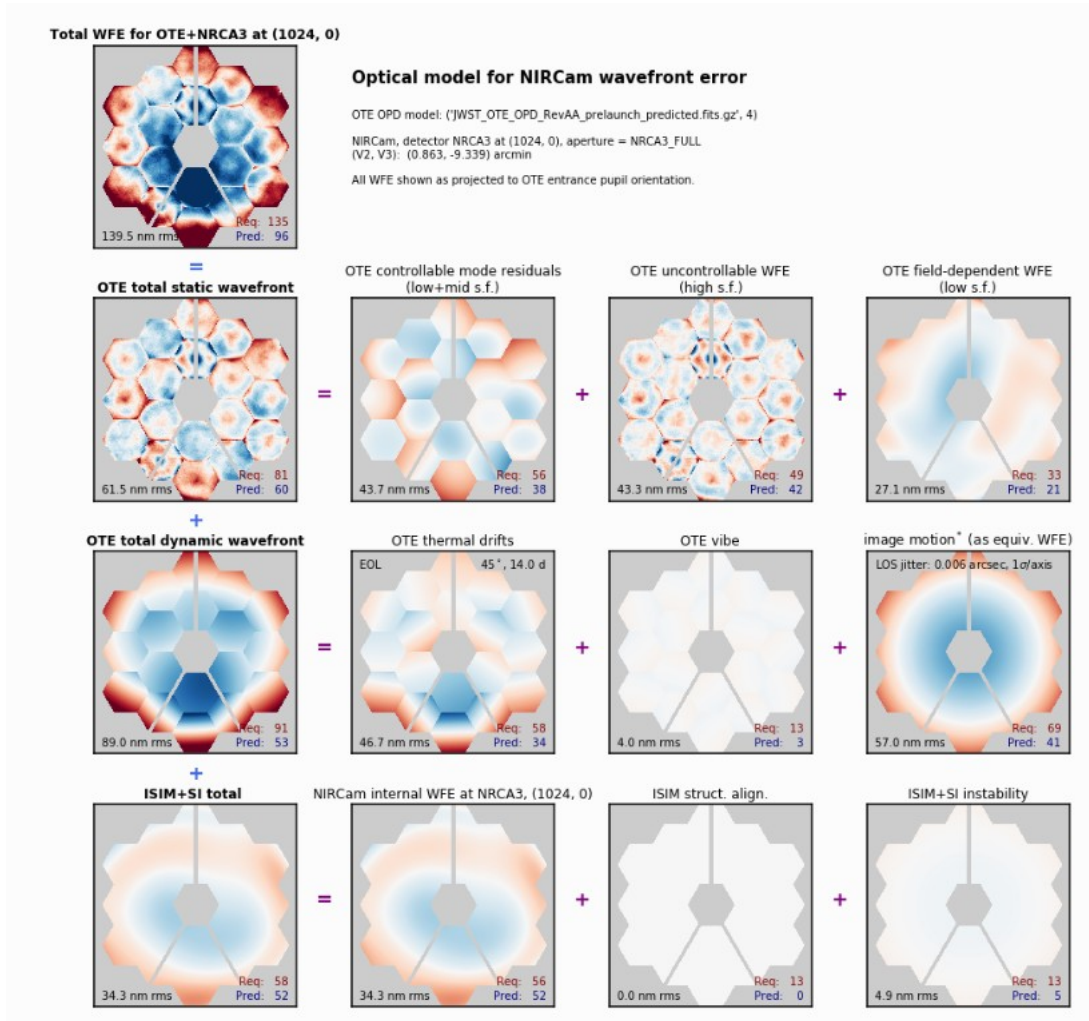 Total WFE for OTE+NRCA3 at (1024, 0)
Req: 135
139.5 nm rms Pred: 96
Optical model for NIRCam wavefront error
OTE OPD model: ('JWST_OTE_OPD_RevAA_prelaunch_predicted.fits.gz', 4)
NIRCam, detector NRCA3 at (1024, 0), aperture = NRCA3_FULL
(V2, V3): (0.863, -9.339) arcmin
All WFE shown as projected to OTE entrance pupil orientation.
=
OTE total static wavefront
Req: 81
61.5 nm rms Pred: 60
=
OTE controllable mode residuals
(low+mid s.f.)
Req: 56
43.7 nm rms Pred: 38
+
OTE uncontrollable WFE
(high s.f.)
Req: 49
43.3 nm rms Pred: 42
+
OTE field-dependent WFE
(low s.f.)
Req: 33
27.1 nm rms Pred: 21
+
OTE total dynamic wavefront
Req: 91
89.0 nm rms Pred: 53
=
OTE thermal drifts
EOL 45°, 14.0 d
Req: 58
46.7 nm rms Pred: 34
+
OTE vibe
Req: 13
4.0 nm rms Pred: 3
+
image motion* (as equiv. WFE)
LOS jitter: 0.006 arcsec, 1σ/axis
Req: 69
57.0 nm rms Pred: 41
+
ISIM+SI total
Req: 58
34.3 nm rms Pred: 52
=
NIRCam internal WFE at NRCA3, (1024, 0)
Req: 56
34.3 nm rms Pred: 52
+
ISIM struct. align.
Req: 13
0.0 nm rms Pred: 0
+
ISIM+SI instability
Req: 13
4.9 nm rms Pred: 5